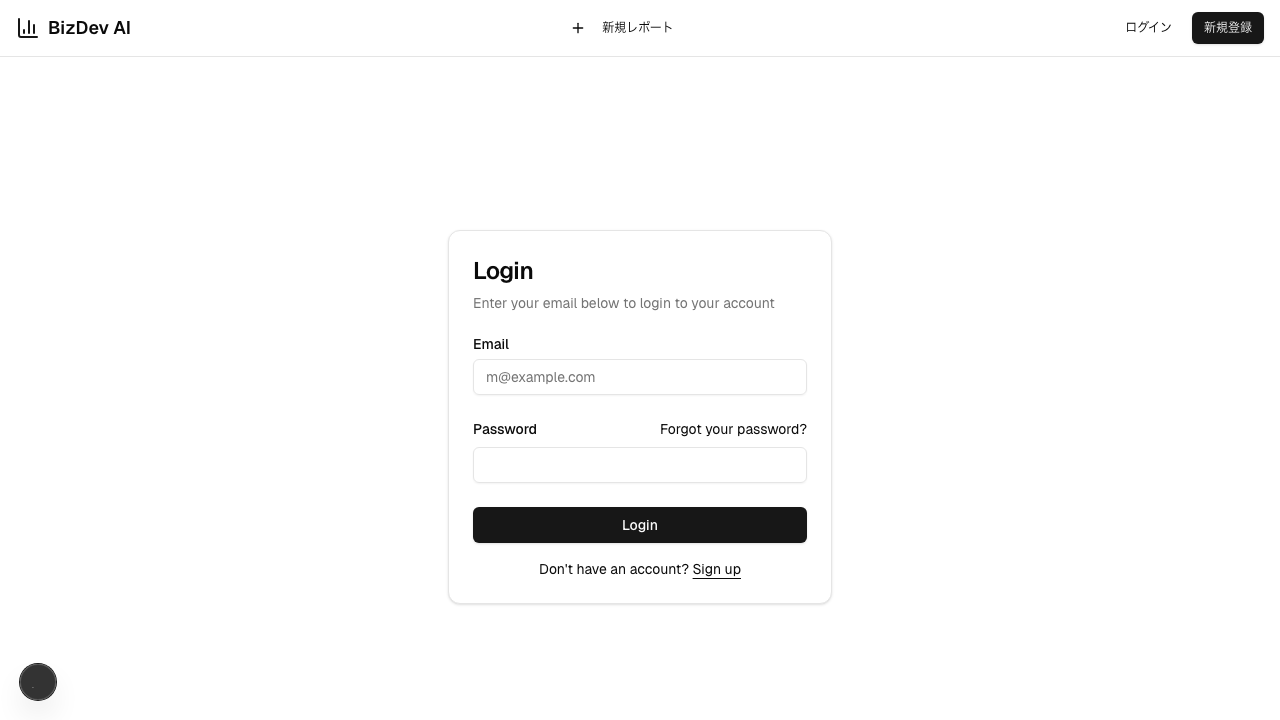 BizDev AI
新規レポート
ログイン
新規登録
Login
Enter your email below to login to your account
Email
m@example.com
Password
Forgot your password?
Login
Don't have an account? Sign up